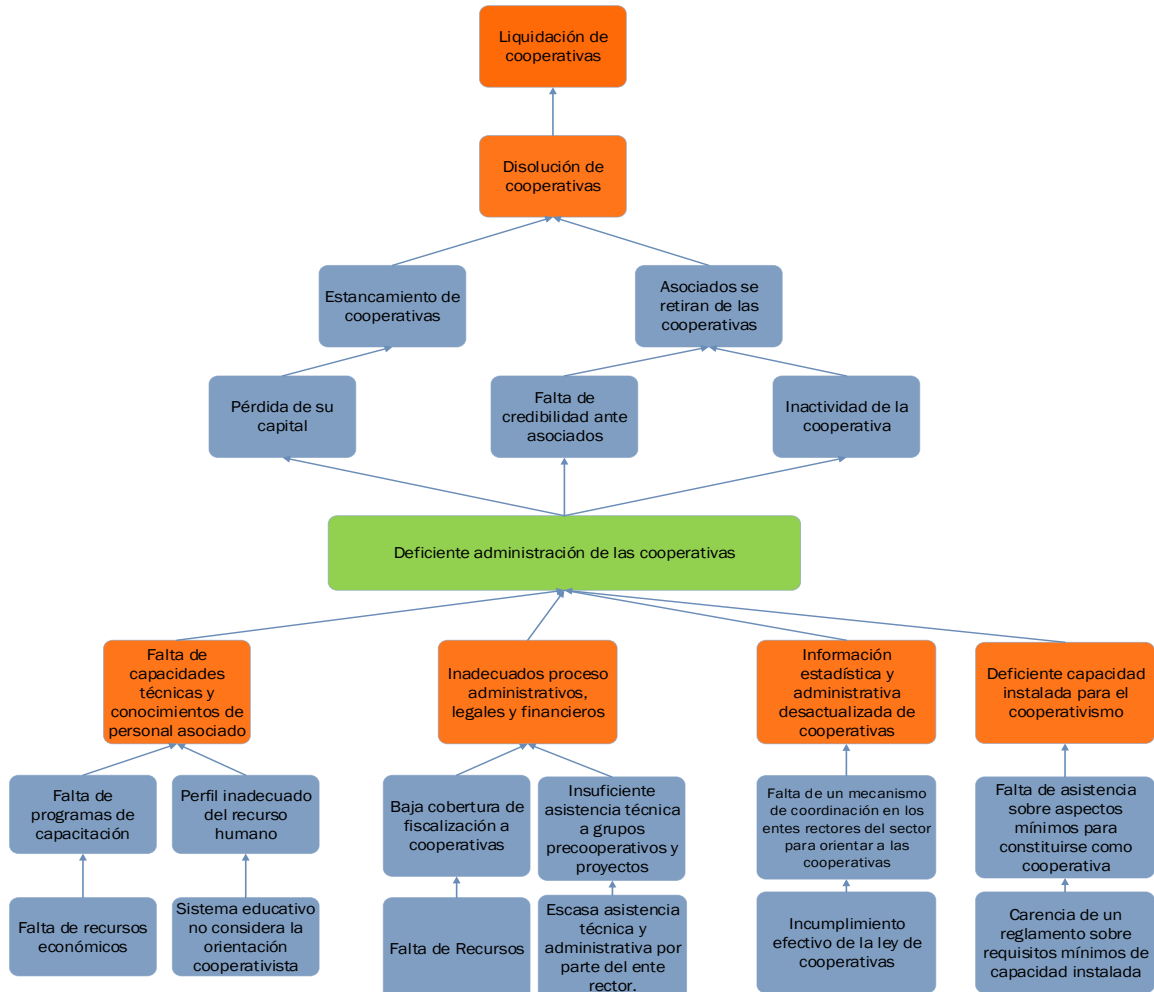 Liquidación de
cooperativas
Disolución de
cooperativas
Estancamiento de
cooperativas
Asociados se
retiran de las
cooperativas
Pérdida de su
capital
Falta de
credibilidad ante
asociados
Inactividad de la
cooperativa
Deficiente administración de las cooperativas
Falta de
capacidades
técnicas y
conocimientos de
personal asociado
Inadecuados proceso
administrativos,
legales y financieros
Información
estadística y
administrativa
desactualizada de
cooperativas
Deficiente capacidad
instalada para el
cooperativismo
Falta de
programas de
capacitación
Perfil inadecuado
del recurso
humano
Baja cobertura de
fiscalización a
cooperativas
Insuficiente
asistencia técnica
a grupos
precooperativos y
proyectos
Falta de un mecanismo
de coordinación en los
entes rectores del sector
para orientar a las
cooperativas
Falta de asistencia
sobre aspectos
mínimos para
constituirse como
cooperativa
Falta de recursos
económicos
Sistema educativo
no considera la
orientación
cooperativista
Falta de Recursos
Escasa asistencia
técnica y
administrativa por
parte del ente
rector.
Incumplimiento
efectivo de la ley de
cooperativas
Carencia de un
reglamento sobre
requisitos mínimos de
capacidad instalada